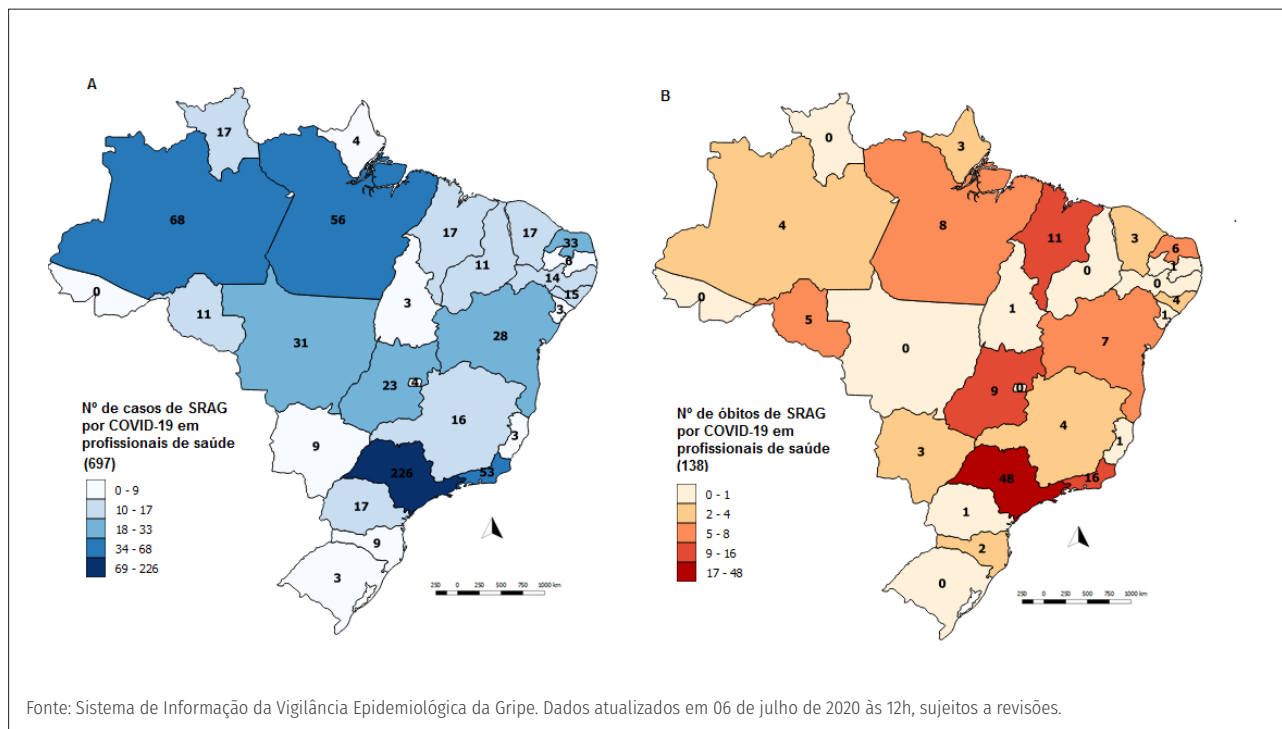 A
17
4
68
56
17
17
33
6
11
14
15
3
0
11
3
31
28
23
4
16
9
3
226
53
17
9
3
Nº de casos de SRAG
por COVID-19 em
profissionais de saúde
(697)
0 - 9
10 - 17
18 - 33
34 - 68
69 - 226
250 0 250 500 750 1000 km
B
0
3
4
8
11
3
6
1
0
0
4
1
0
5
1
0
7
9
0
4
3
1
48
16
1
2
0
Nº de óbitos de SRAG
por COVID-19 em
profissionais de saúde
(138)
0 - 1
2 - 4
5 - 8
9 - 16
17 - 48
250 0 250 500 750 1000 km
Fonte: Sistema de Informação da Vigilância Epidemiológica da Gripe. Dados atualizados em 06 de julho de 2020 às 12h, sujeitos a revisões.